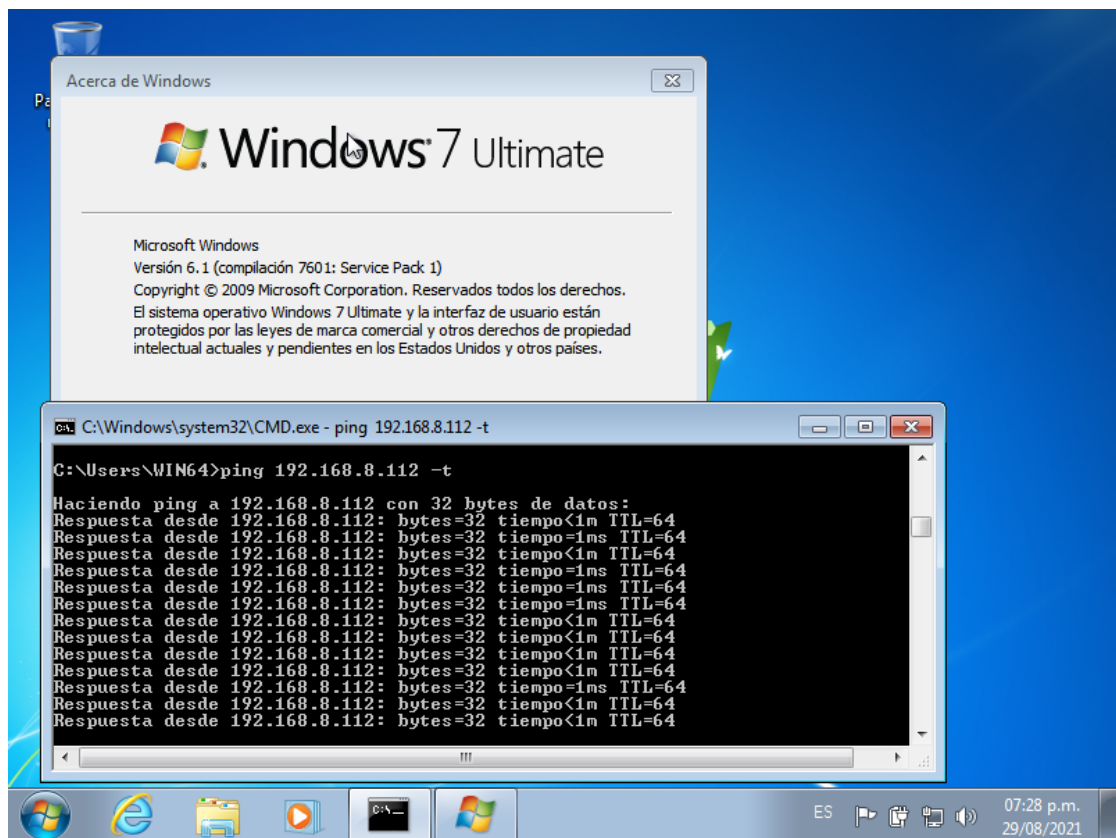 Acerca de Windows
Windows 7 Ultimate
Microsoft Windows
Versión 6.1 (compilación 7601: Service Pack 1)
Copyright © 2009 Microsoft Corporation. Reservados todos los derechos.
El sistema operativo Windows 7 Ultimate y la interfaz de usuario están
protegidos por las leyes de marca comercial y otros derechos de propiedad
intelectual actuales y pendientes en los Estados Unidos y otros países.
C:\Windows\system32\CMD.exe - ping 192.168.8.112 -t
C:\Users\WIN64>ping 192.168.8.112 -t
Haciendo ping a 192.168.8.112 con 32 bytes de datos:
Respuesta desde 192.168.8.112: bytes=32 tiempo<1m TTL=64
Respuesta desde 192.168.8.112: bytes=32 tiempo=1ms TTL=64
Respuesta desde 192.168.8.112: bytes=32 tiempo<1m TTL=64
Respuesta desde 192.168.8.112: bytes=32 tiempo=1ms TTL=64
Respuesta desde 192.168.8.112: bytes=32 tiempo=1ms TTL=64
Respuesta desde 192.168.8.112: bytes=32 tiempo=1ms TTL=64
Respuesta desde 192.168.8.112: bytes=32 tiempo<1m TTL=64
Respuesta desde 192.168.8.112: bytes=32 tiempo<1m TTL=64
Respuesta desde 192.168.8.112: bytes=32 tiempo<1m TTL=64
Respuesta desde 192.168.8.112: bytes=32 tiempo<1m TTL=64
Respuesta desde 192.168.8.112: bytes=32 tiempo=1ms TTL=64
Respuesta desde 192.168.8.112: bytes=32 tiempo<1m TTL=64
Respuesta desde 192.168.8.112: bytes=32 tiempo<1m TTL=64
ES
07:28 p.m.
29/08/2021